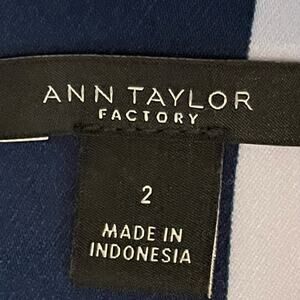 ANN TAYLOR
FACTORY
2
MADE IN
INDONESIA